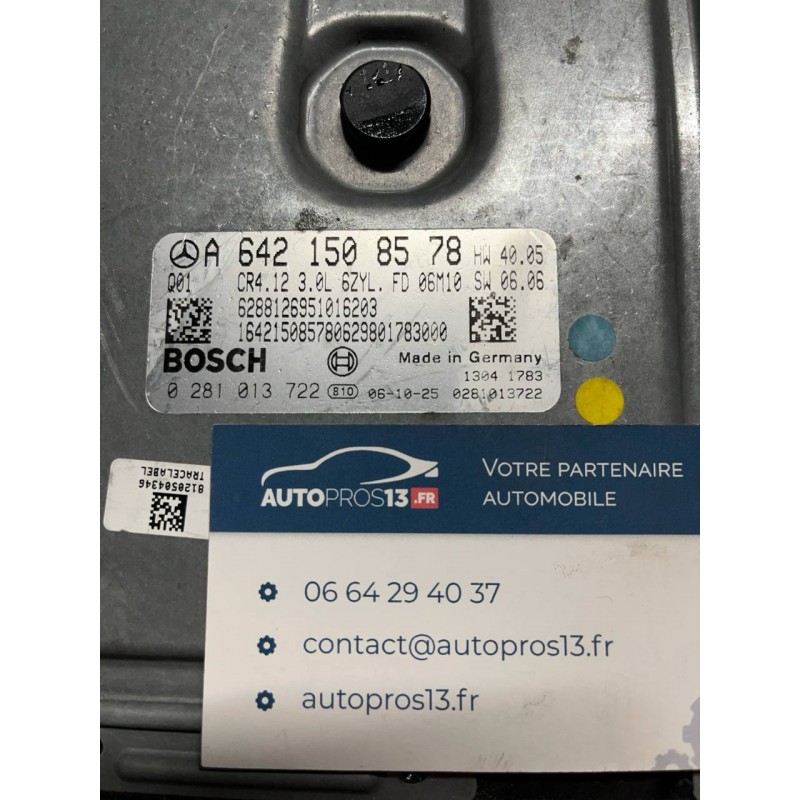 A 642 150 85 78 HW 40.05
Q01 CR4.12 3.0L 6ZYL. FD 06M10 SW 06.06
6288126951016203
164215085780629801783000
BOSCH Made in Germany
1304 1783
0 281 013 722 B10 06-10-25 0281013722
81205504346
TRACELABEL
AUTOPROS13.FR
VOTRE PARTENAIRE
AUTOMOBILE
06 64 29 40 37
contact@autopros13.fr
autopros13.fr